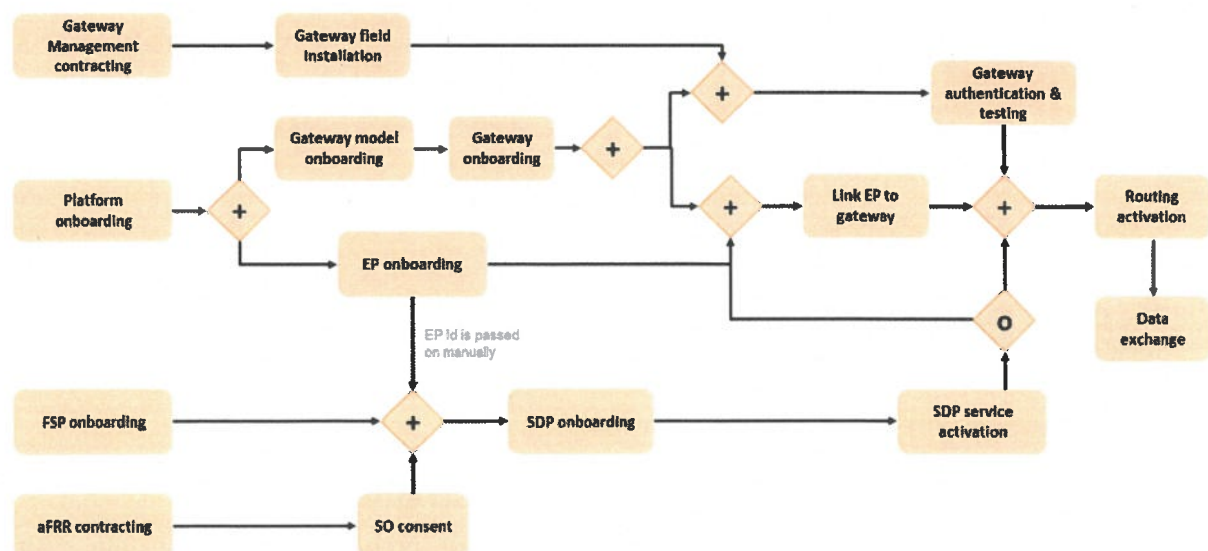 Gateway
Management
contracting
Gateway field
installation
+
Gateway
authentication &
testing
Gateway model
onboarding
Gateway
onboarding
+
Platform
onboarding
+
+
Link EP to
gateway
+
Routing
activation
EP onboarding
EP id is passed
on manually
O
Data
exchange
FSP onboarding
+
SDP onboarding
SDP service
activation
aFRR contracting
SO consent